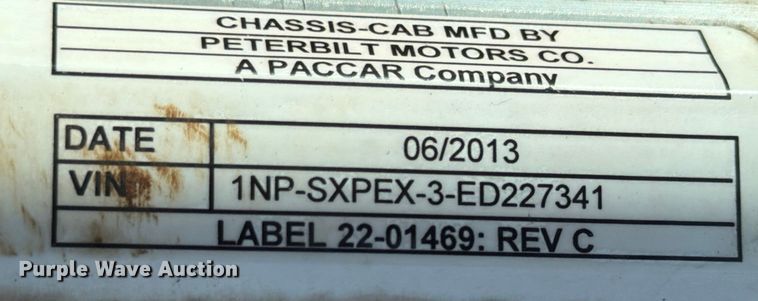 CHASSIS-CAB MFD BY
PETERBILT MOTORS CO.
A PACCAR Company
DATE 06/2013
VIN 1NP-SXPEX-3-ED227341
LABEL 22-01469: REV C
Purple Wave Auction